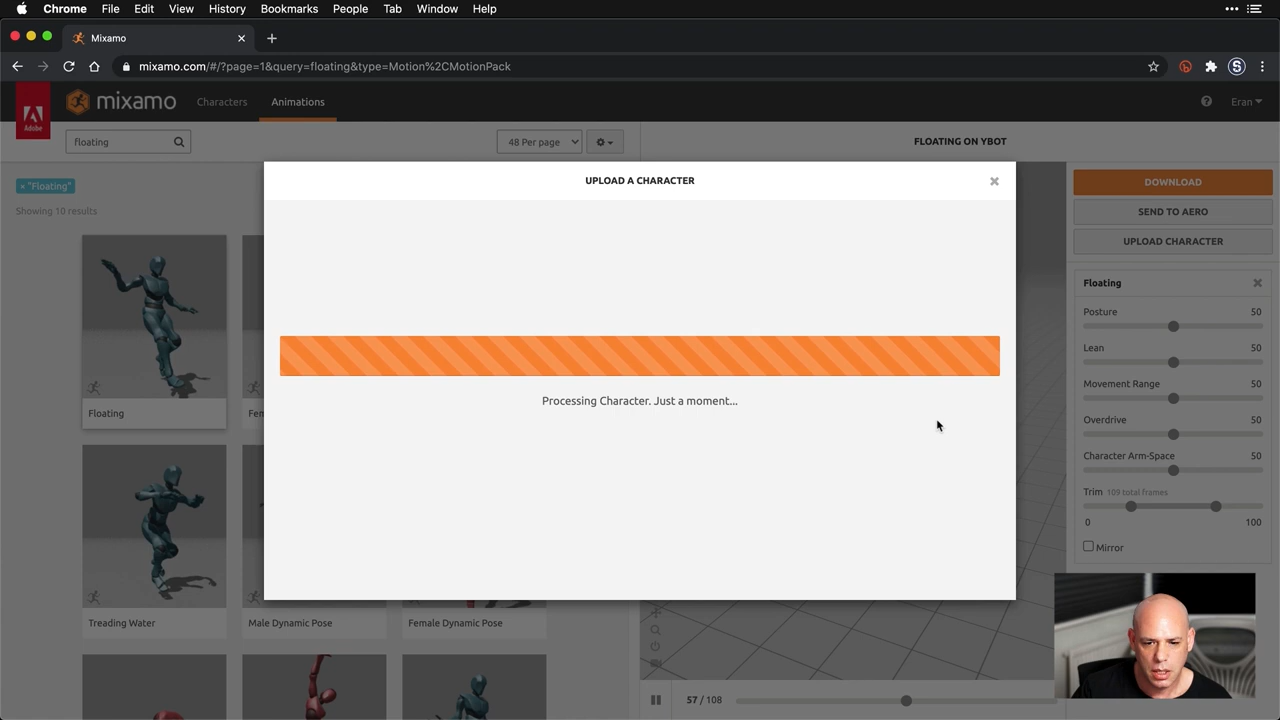 Chrome File Edit View History Bookmarks People Tab Window Help
Mixamo
mixamo.com/#/?page=1&query=floating&type=Motion%2CMotionPack
S
Adobe
mixamo
Characters
Animations
Eran
floating
48 Per page
FLOATING ON YBOT
× "Floating"
Showing 10 results
UPLOAD A CHARACTER
Processing Character. Just a moment...
DOWNLOAD
SEND TO AERO
UPLOAD CHARACTER
Floating
Posture 50
Lean 50
Movement Range 50
Overdrive 50
Character Arm-Space 50
Trim 109 total frames
0 100
Mirror
Floating
Fem
Treading Water
Male Dynamic Pose
Female Dynamic Pose
57 / 108